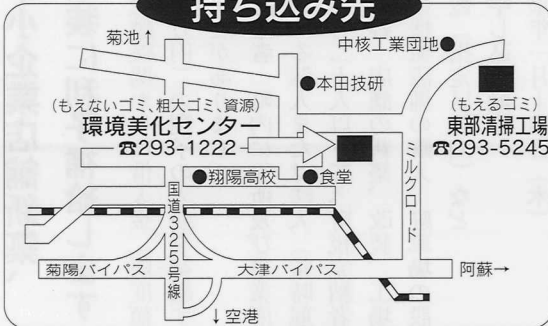 持ち込み先
菊池↑
中核工業団地●
●本田技研
(もえないゴミ、粗大ゴミ、資源)
環境美化センター
☎293-1222
(もえるゴミ)
東部清掃工場
☎293-5245
●翔陽高校
●食堂
国道325号線
ミルクロード
菊陽バイパス
大津バイパス
阿蘇→
↓空港